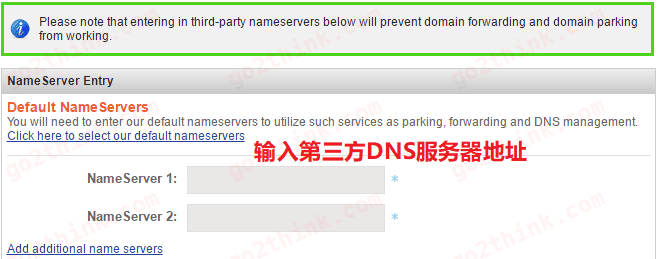 Please note that entering in third-party nameservers below will prevent domain forwarding and domain parking
from working.
NameServer Entry
Default NameServers
You will need to enter our default nameservers to utilize such services as parking, forwarding and DNS management.
Click here to select our default nameservers
输入第三方DNS服务器地址
NameServer 1: *
NameServer 2: *
Add additional name servers
go2think.com